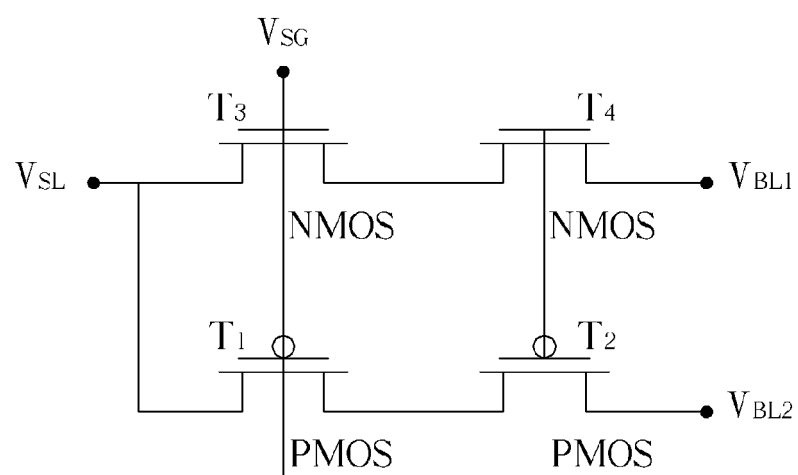 VSG
T3 T4
VSL VBL1
NMOS NMOS
T1 T2
VBL2
PMOS PMOS